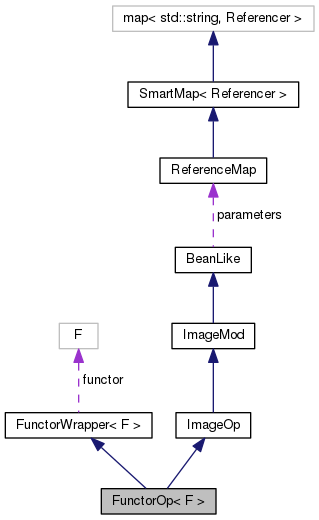 map< std::string, Referencer >
SmartMap< Referencer >
ReferenceMap
parameters
BeanLike
F
ImageMod
functor
FunctorWrapper< F >
ImageOp
FunctorOp< F >